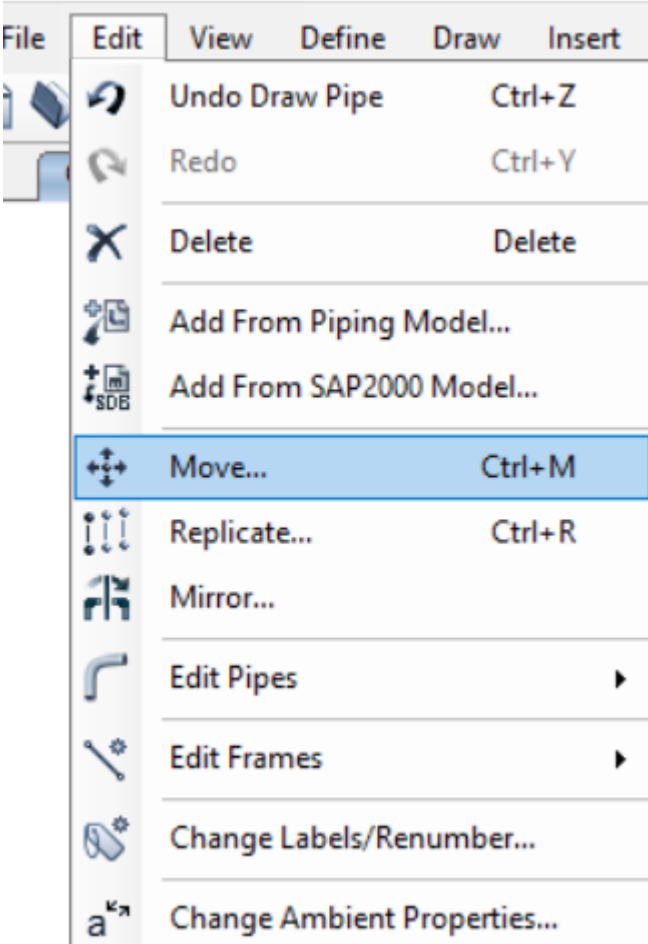 File Edit View Define Draw Insert
Undo Draw Pipe Ctrl+Z
Redo Ctrl+Y
Delete Delete
Add From Piping Model...
SDB Add From SAP2000 Model...
Move... Ctrl+M
Replicate... Ctrl+R
Mirror...
Edit Pipes
Edit Frames
Change Labels/Renumber...
a Change Ambient Properties...